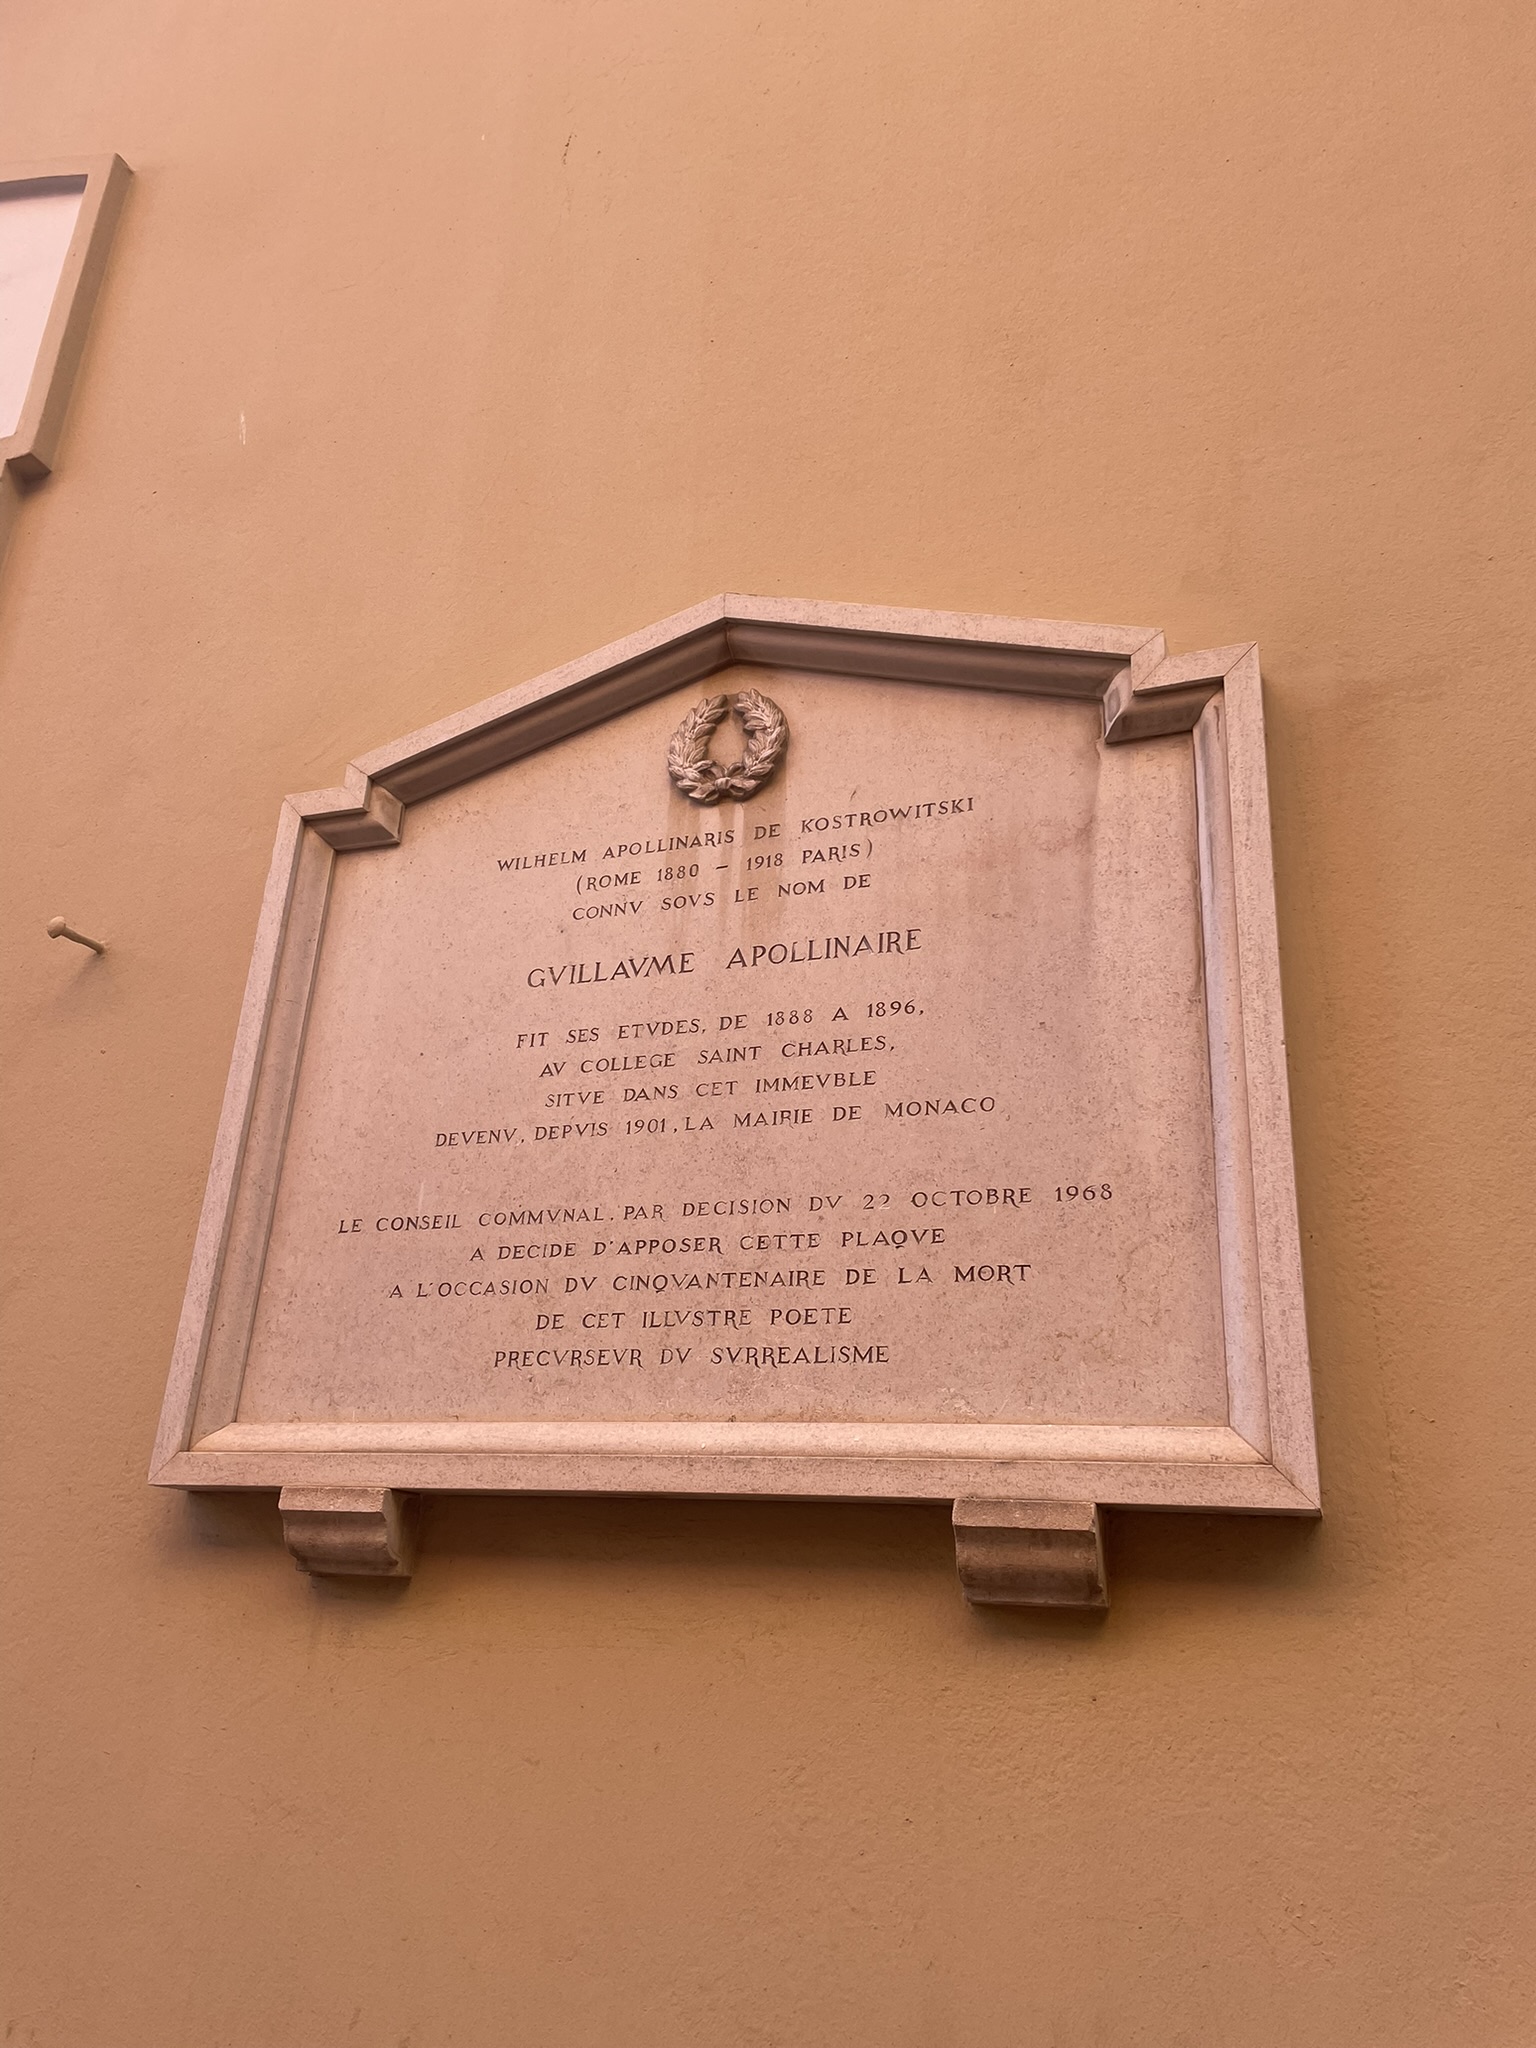 WILHELM APOLLINARIS DE KOSTROWITSKI
(ROME 1880 – 1918 PARIS)
CONNV SOVS LE NOM DE
GVILLAVME APOLLINAIRE
FIT SES ETVDES, DE 1888 A 1896,
AV COLLEGE SAINT CHARLES,
SITVE DANS CET IMMEVBLE
DEVENV, DEPVIS 1901, LA MAIRIE DE MONACO
LE CONSEIL COMMVNAL, PAR DECISION DV 22 OCTOBRE 1968
A DECIDE D'APPOSER CETTE PLAQVE
A L'OCCASION DV CINQVANTENAIRE DE LA MORT
DE CET ILLVSTRE POETE
PRECVRSEVR DV SVRREALISME